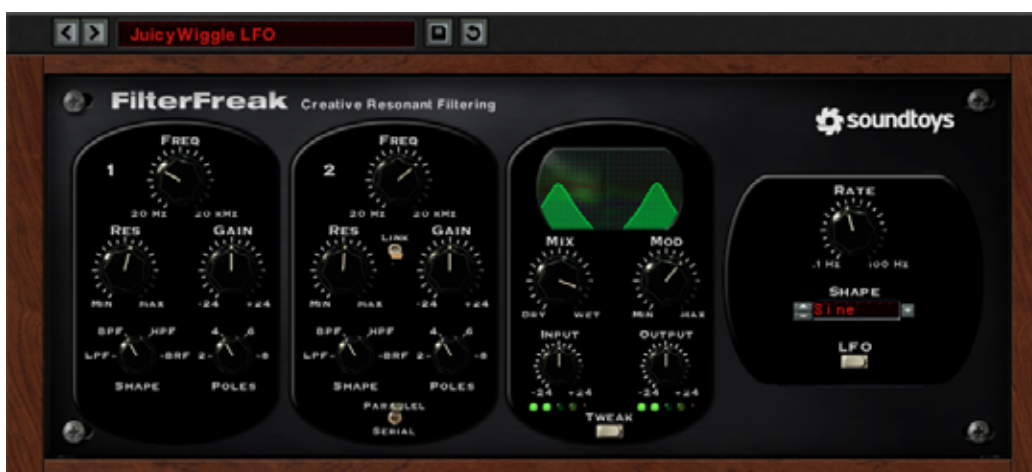 JuicyWiggle LFO
FilterFreak Creative Resonant Filtering
soundtoys
1
FREQ
20 HZ 20 KHZ
RES GAIN
MIN MAX -24 +24
BPF HPF 4 6
LPF BRF 2 8
SHAPE POLES
2
FREQ
20 HZ 20 KHZ
RES LINK GAIN
MIN MAX -24 +24
BPF HPF 4 6
LPF BRF 2 8
SHAPE POLES
PARALLEL
SERIAL
MIX MOD
DRY WET MIN MAX
INPUT OUTPUT
-24 +24 -24 +24
TWEAK
RATE
.1 HZ 100 HZ
SHAPE
Sine
LFO